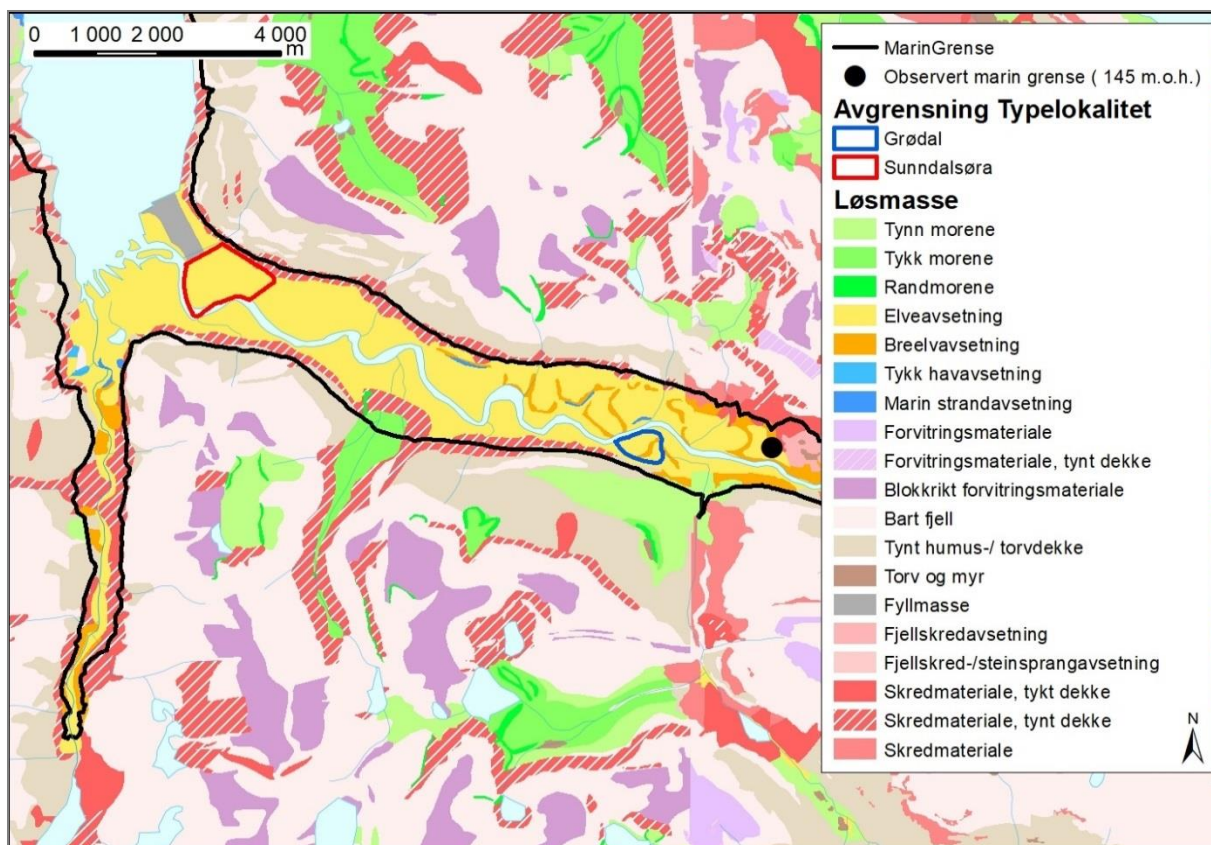 0 1 000 2 000 4 000
m
MarinGrense
Observert marin grense ( 145 m.o.h.)
Avgrensning Typelokalitet
Grødal
Sunndalsøra
Løsmasse
Tynn morene
Tykk morene
Randmorene
Elveavsetning
Breelvavsetning
Tykk havavsetning
Marin strandavsetning
Forvitringsmateriale
Forvitringsmateriale, tynt dekke
Blokkrikt forvitringsmateriale
Bart fjell
Tynt humus-/ torvdekke
Torv og myr
Fyllmasse
Fjellskredavsetning
Fjellskred-/steinsprangavsetning
Skredmateriale, tykt dekke
Skredmateriale, tynt dekke
Skredmateriale
N